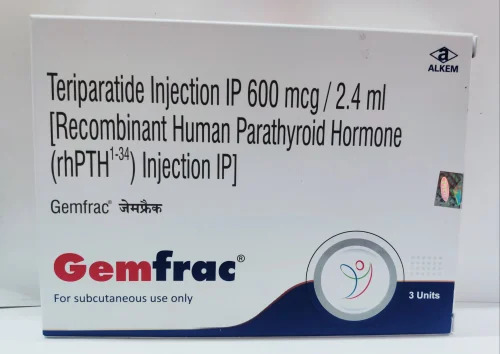 ALKEM
Teriparatide Injection IP 600 mcg / 2.4 ml
[Recombinant Human Parathyroid Hormone
(rhPTH¹⁻³⁴) Injection IP]
Gemfrac® जेमफ्रैक
Gemfrac®
For subcutaneous use only
3 Units